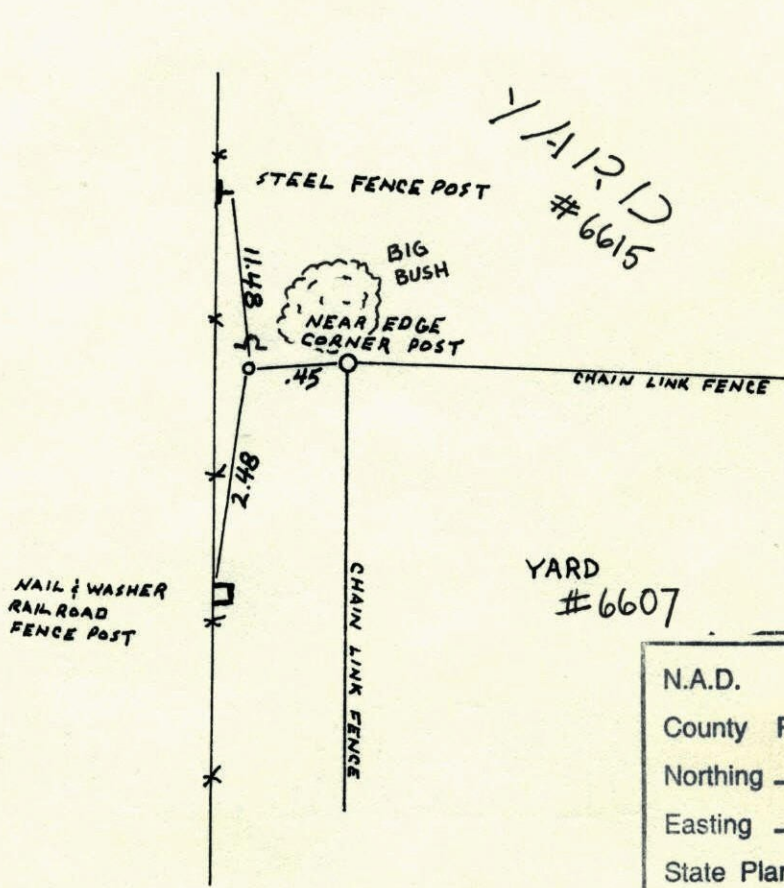 YARD
#6615
STEEL FENCE POST
BIG
BUSH
11.48
NEAR EDGE
CORNER POST
.45
CHAIN LINK FENCE
2.48
NAIL & WASHER
RAILROAD
FENCE POST
CHAIN LINK FENCE
YARD
#6607
N.A.D.
County
Northing
Easting
State